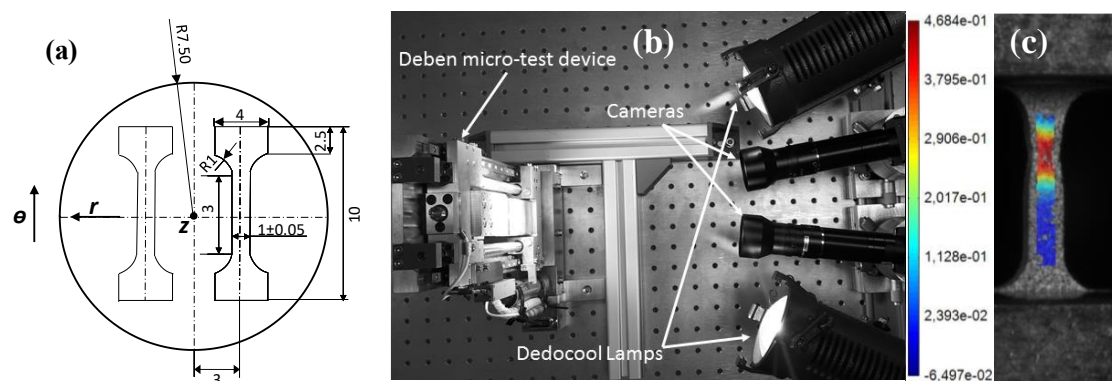 (a)
R7.50
4
2.5
R1
3
θ
r
z
1±0.05
10
3
(b)
Deben micro-test device
Cameras
Dedocool Lamps
4,684e-01
3,795e-01
2,906e-01
2,017e-01
1,128e-01
2,393e-02
-6,497e-02
(c)